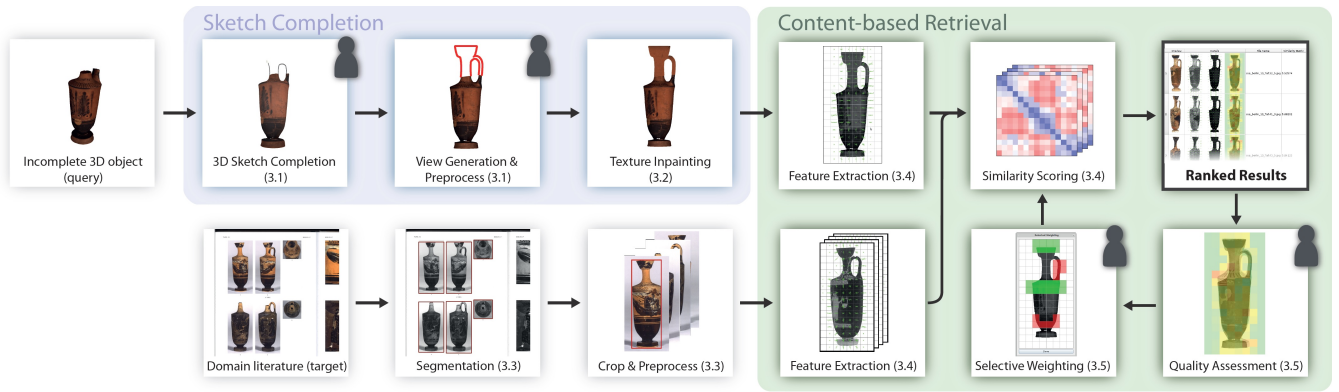 Sketch Completion
Content-based Retrieval
Incomplete 3D object
(query)
3D Sketch Completion
(3.1)
View Generation &
Preprocess (3.1)
Texture Inpainting
(3.2)
Feature Extraction (3.4)
Similarity Scoring (3.4)
Ranked Results
Domain literature (target)
Segmentation (3.3)
Crop & Preprocess (3.3)
Feature Extraction (3.4)
Selective Weighting (3.5)
Quality Assessment (3.5)